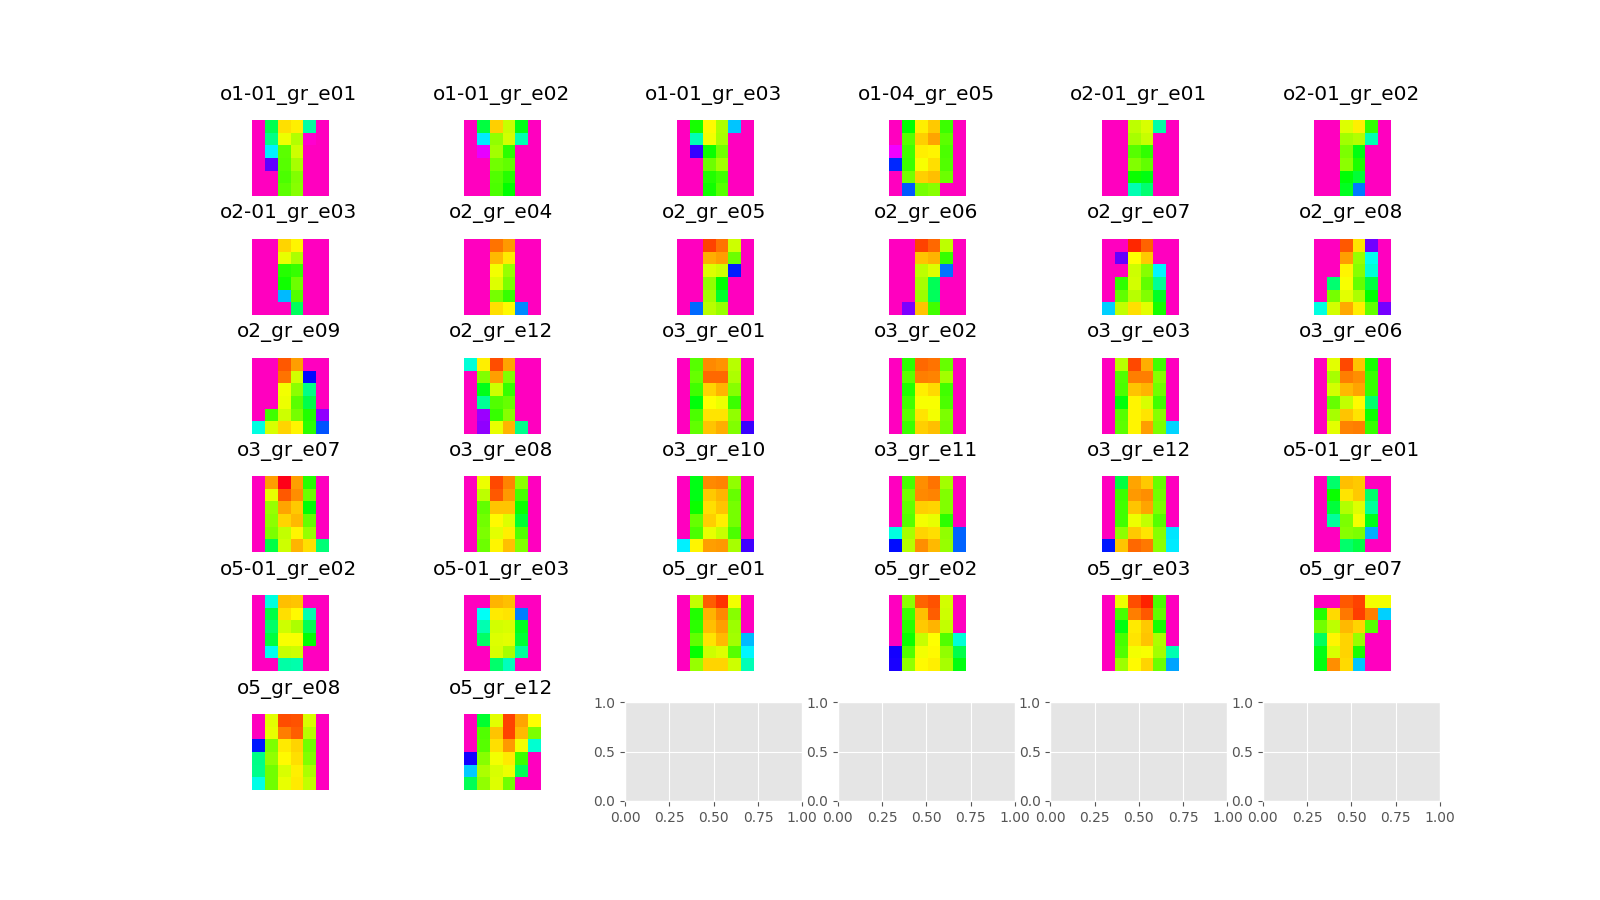 o1-01_gr_e01 o1-01_gr_e02 o1-01_gr_e03 o1-04_gr_e05 o2-01_gr_e01 o2-01_gr_e02
o2-01_gr_e03 o2_gr_e04 o2_gr_e05 o2_gr_e06 o2_gr_e07 o2_gr_e08
o2_gr_e09 o2_gr_e12 o3_gr_e01 o3_gr_e02 o3_gr_e03 o3_gr_e06
o3_gr_e07 o3_gr_e08 o3_gr_e10 o3_gr_e11 o3_gr_e12 o5-01_gr_e01
o5-01_gr_e02 o5-01_gr_e03 o5_gr_e01 o5_gr_e02 o5_gr_e03 o5_gr_e07
o5_gr_e08 o5_gr_e12
1.0 1.0 1.0 1.0
0.5 0.5 0.5 0.5
0.0 0.0 0.0 0.0
0.00 0.25 0.50 0.75 1.00 0.00 0.25 0.50 0.75 1.00 0.00 0.25 0.50 0.75 1.00 0.00 0.25 0.50 0.75 1.00